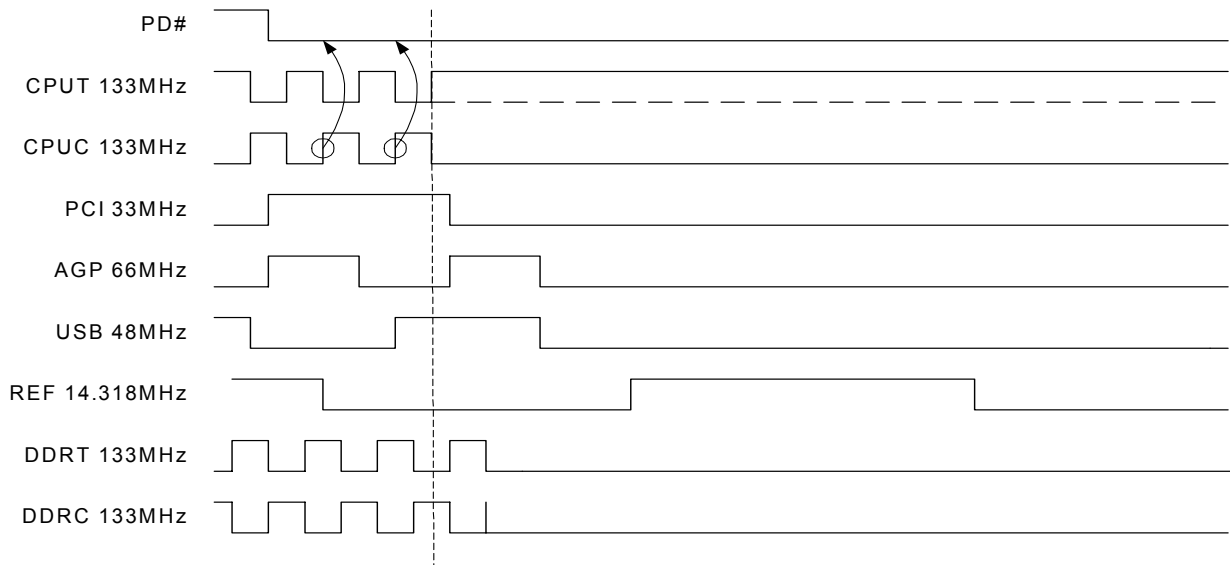 PD#
CPUT 133MHz
CPUC 133MHz
PCI 33MHz
AGP 66MHz
USB 48MHz
REF 14.318MHz
DDRT 133MHz
DDRC 133MHz